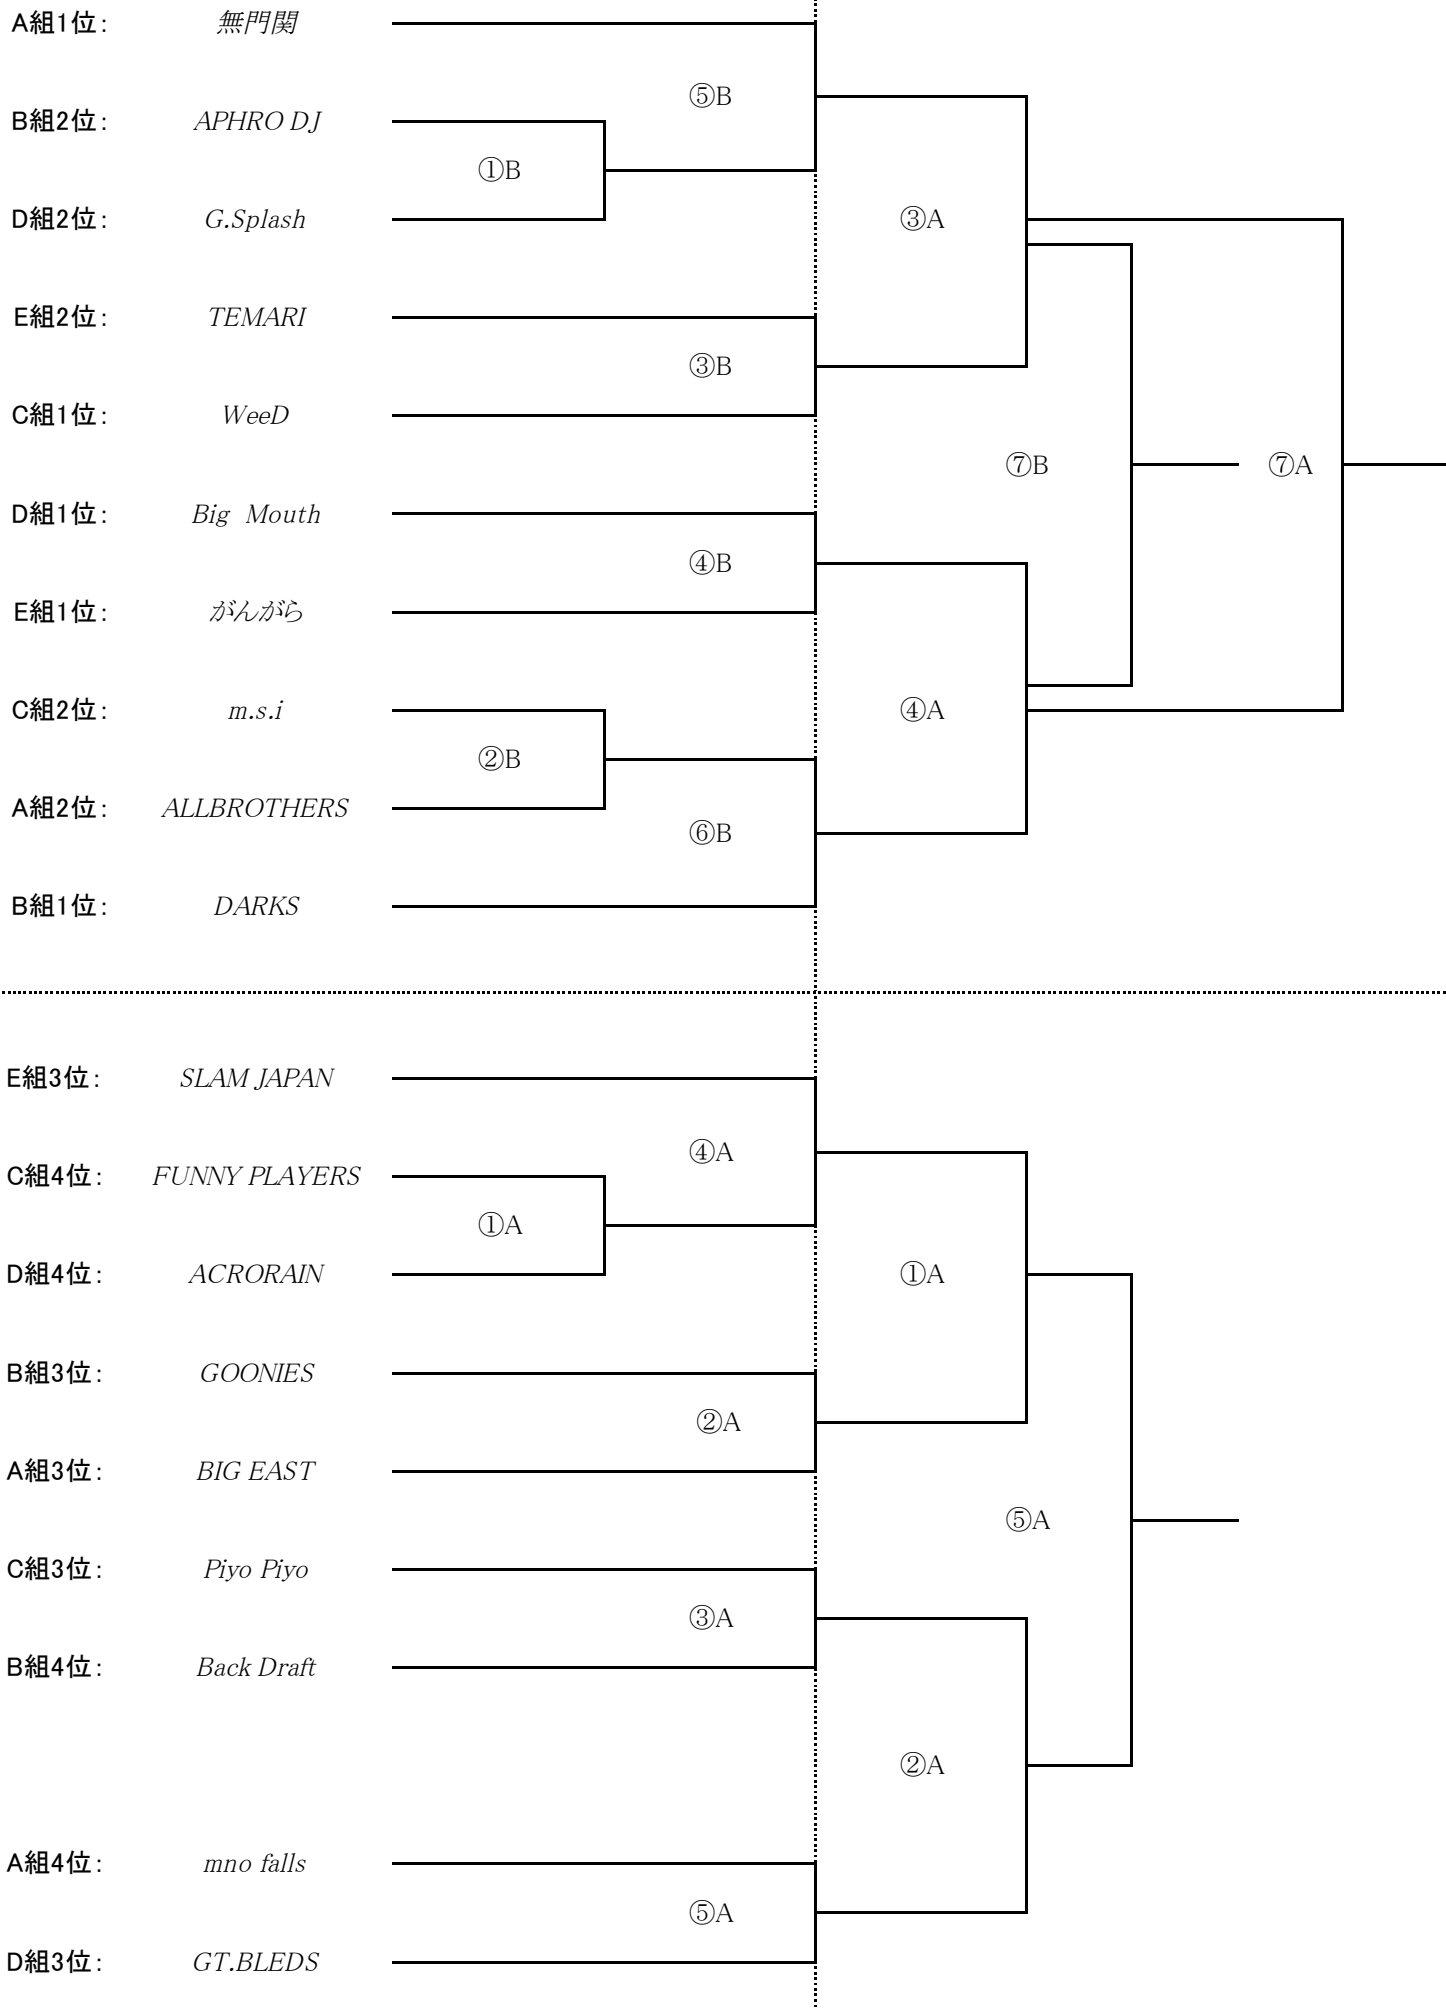 A組1位： 無門関
⑤B
B組2位： APHRO DJ
①B
D組2位： G.Splash
③A
E組2位： TEMARI
③B
C組1位： WeeD
⑦B ⑦A
D組1位： Big Mouth
④B
E組1位： がんがら
C組2位： m.s.i
④A
②B
A組2位： ALLBROTHERS
⑥B
B組1位： DARKS
E組3位： SLAM JAPAN
④A
C組4位： FUNNY PLAYERS
①A
D組4位： ACRORAIN
①A
B組3位： GOONIES
②A
A組3位： BIG EAST
⑤A
C組3位： Piyo Piyo
③A
B組4位： Back Draft
②A
A組4位： mno falls
⑤A
D組3位： GT.BLEDS